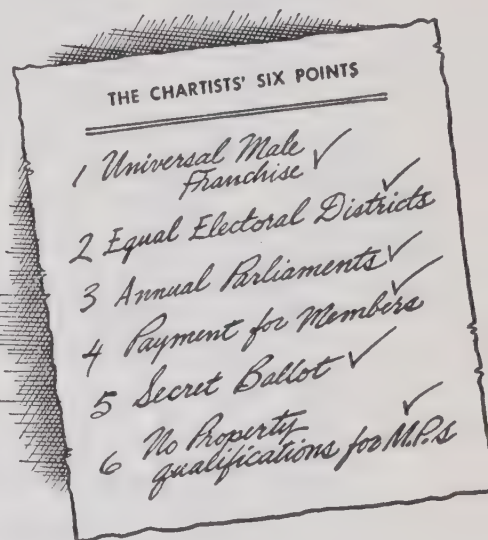 THE CHARTISTS' SIX POINTS
1 Universal Male
Franchise ✓
2 Equal Electoral Districts ✓
3 Annual Parliaments ✓
4 Payment for Members ✓
5 Secret Ballot ✓
6 No Property ✓
qualifications for M.P.s